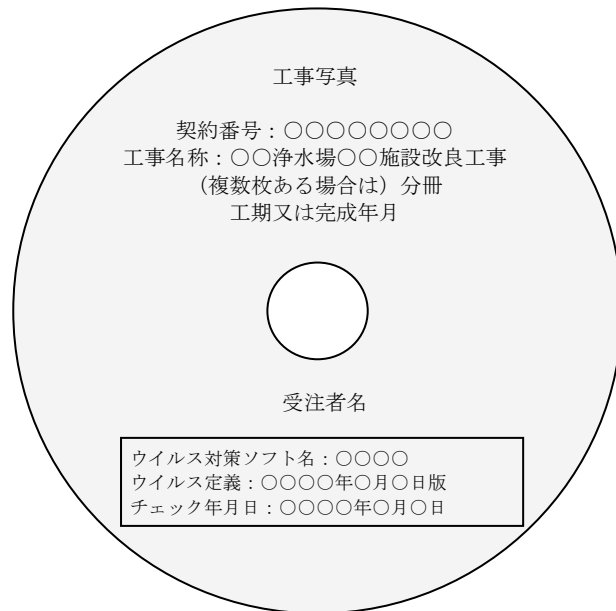 工事写真
契約番号：○○○○○○○○
工事名称：○○浄水場○○施設改良工事
（複数枚ある場合は）分冊
工期又は完成年月
受注者名
ウイルス対策ソフト名：○○○○
ウイルス定義：○○○○年○月○日版
チェック年月日：○○○○年○月○日